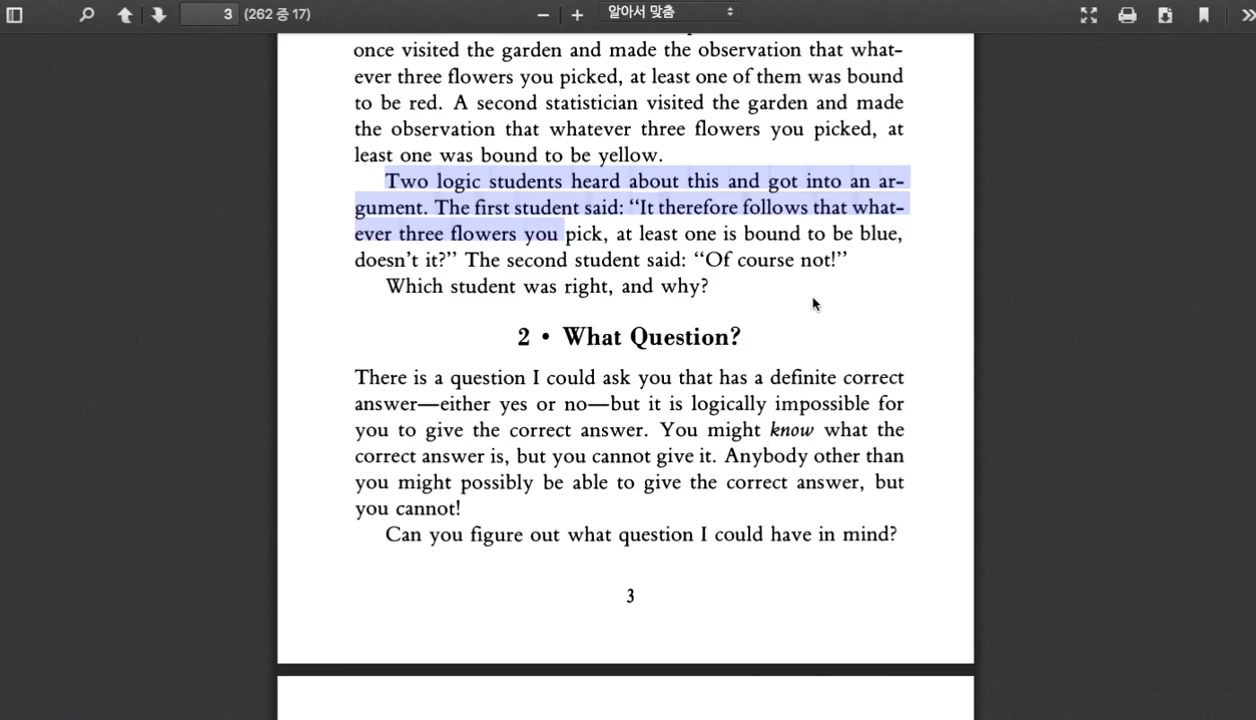 3 (262 중 17)
알아서 맞춤
once visited the garden and made the observation that what-
ever three flowers you picked, at least one of them was bound
to be red. A second statistician visited the garden and made
the observation that whatever three flowers you picked, at
least one was bound to be yellow.
Two logic students heard about this and got into an ar-
gument. The first student said: “It therefore follows that what-
ever three flowers you pick, at least one is bound to be blue,
doesn’t it?” The second student said: “Of course not!”
Which student was right, and why?
2 • What Question?
There is a question I could ask you that has a definite correct
answer—either yes or no—but it is logically impossible for
you to give the correct answer. You might know what the
correct answer is, but you cannot give it. Anybody other than
you might possibly be able to give the correct answer, but
you cannot!
Can you figure out what question I could have in mind?
3